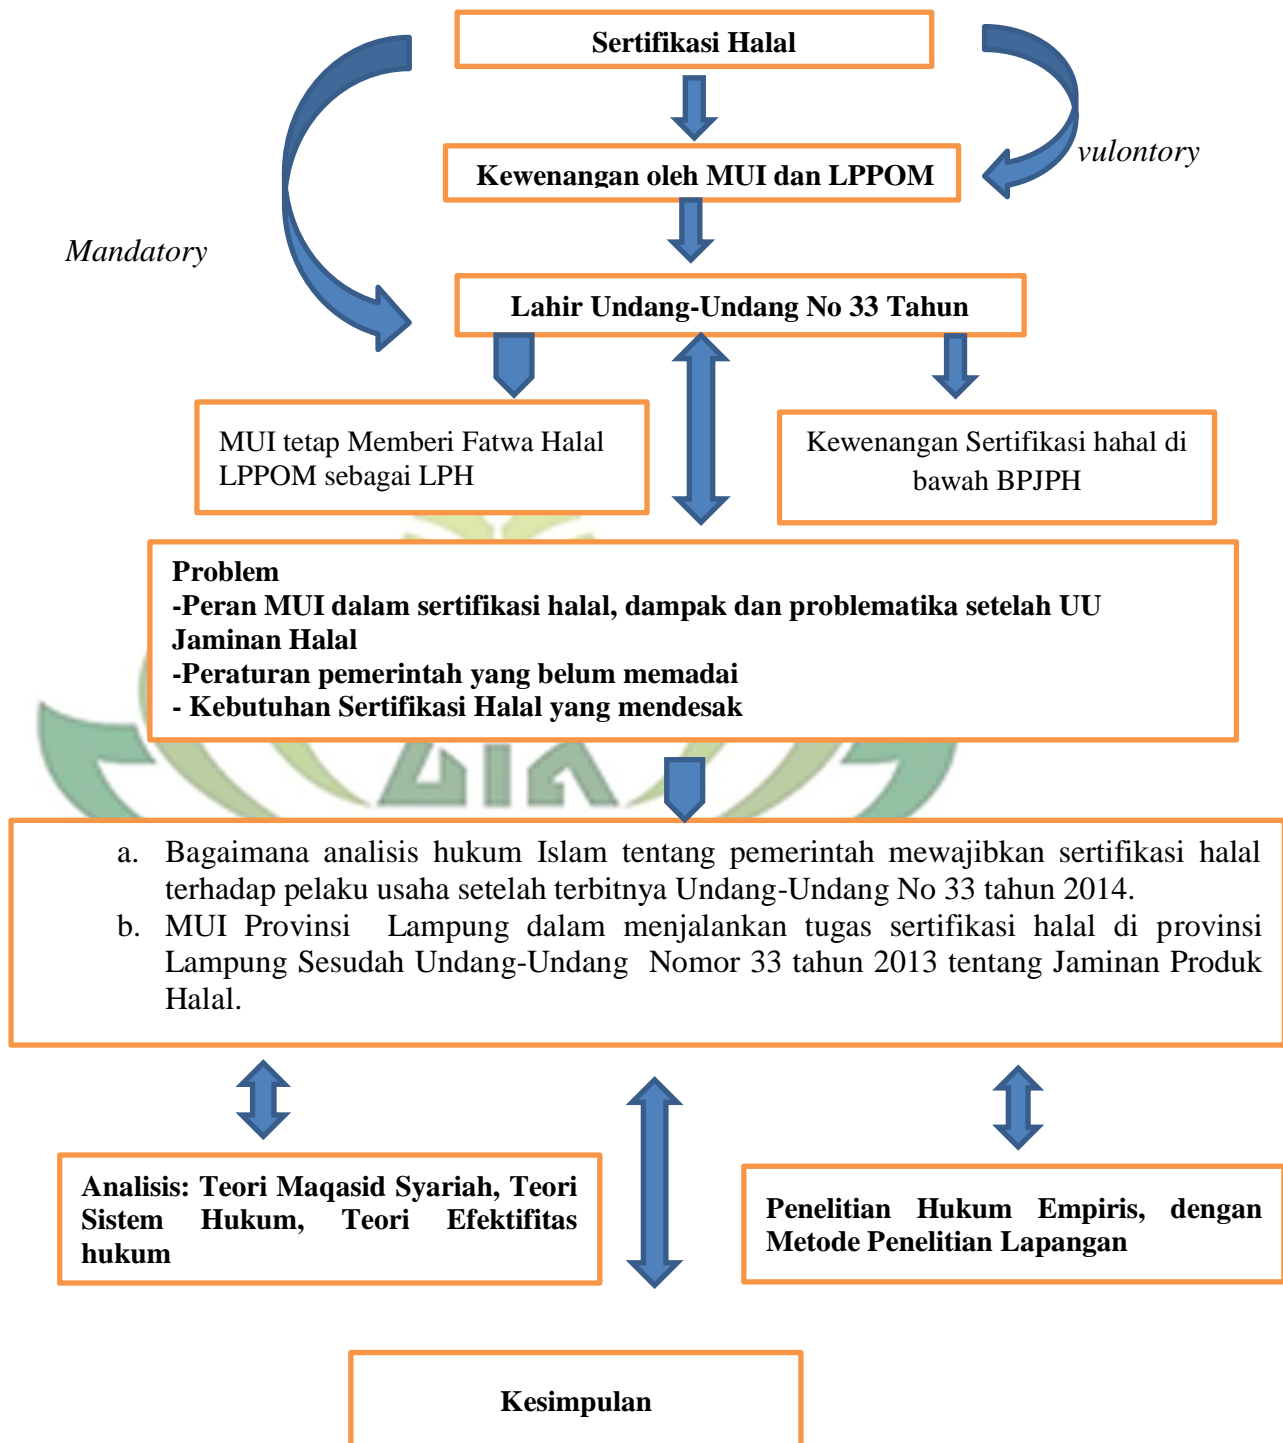 Sertifikasi Halal
vulontory
Kewenangan oleh MUI dan LPPOM
Mandatory
Lahir Undang-Undang No 33 Tahun
MUI tetap Memberi Fatwa Halal
LPPOM sebagai LPH
Kewenangan Sertifikasi hahal di
bawah BPJPH
Problem
-Peran MUI dalam sertifikasi halal, dampak dan problematika setelah UU
Jaminan Halal
-Peraturan pemerintah yang belum memadai
- Kebutuhan Sertifikasi Halal yang mendesak
a. Bagaimana analisis hukum Islam tentang pemerintah mewajibkan sertifikasi halal
terhadap pelaku usaha setelah terbitnya Undang-Undang No 33 tahun 2014.
b. MUI Provinsi Lampung dalam menjalankan tugas sertifikasi halal di provinsi
Lampung Sesudah Undang-Undang Nomor 33 tahun 2013 tentang Jaminan Produk
Halal.
Analisis: Teori Maqasid Syariah, Teori
Sistem Hukum, Teori Efektifitas
hukum
Penelitian Hukum Empiris, dengan
Metode Penelitian Lapangan
Kesimpulan